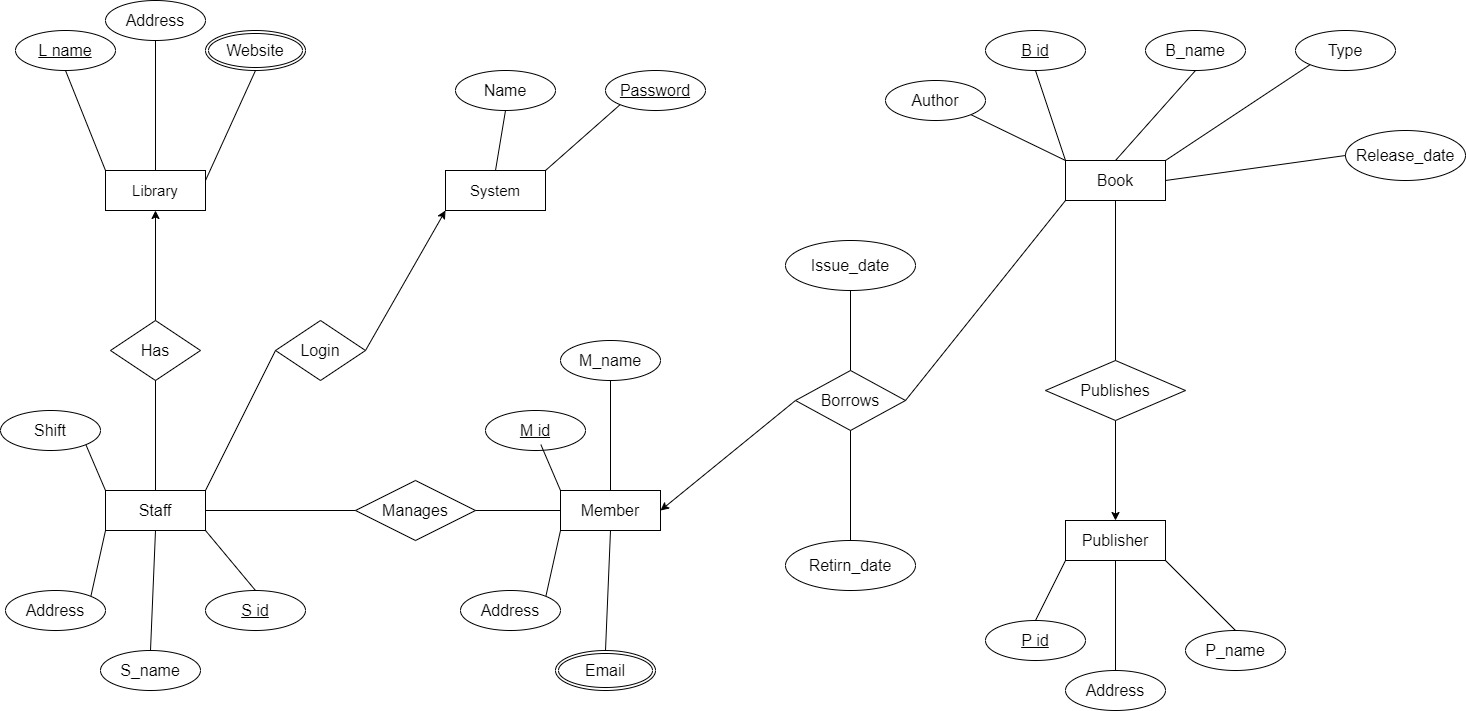 Address
L name
Website
B id
B_name
Type
Name
Password
Author
Release_date
Library
System
Book
Issue_date
Has
Login
M_name
Borrows
Publishes
Shift
M id
Staff
Manages
Member
Publisher
Retirn_date
Address
S id
Address
P id
P_name
S_name
Email
Address